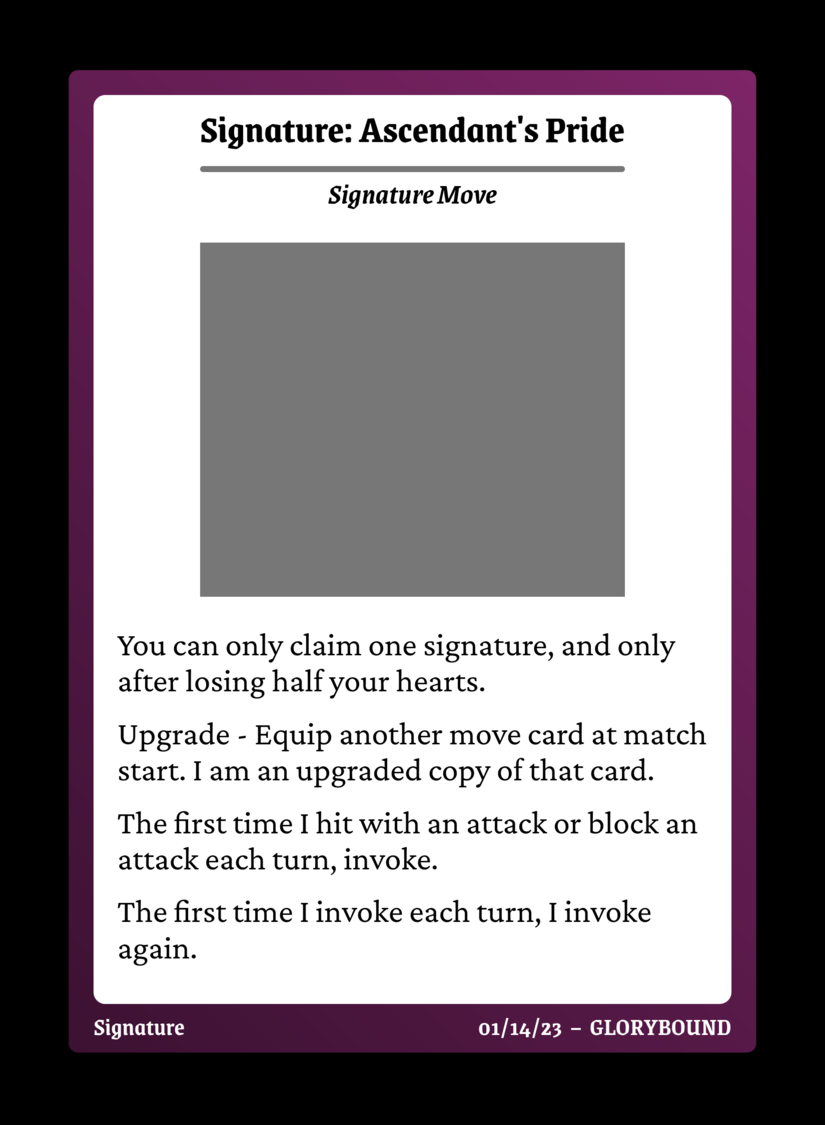 Signature: Ascendant's Pride
Signature Move
You can only claim one signature, and only
after losing half your hearts.
Upgrade - Equip another move card at match
start. I am an upgraded copy of that card.
The first time I hit with an attack or block an
attack each turn, invoke.
The first time I invoke each turn, I invoke
again.
Signature
01/14/23 – GLORYBOUND